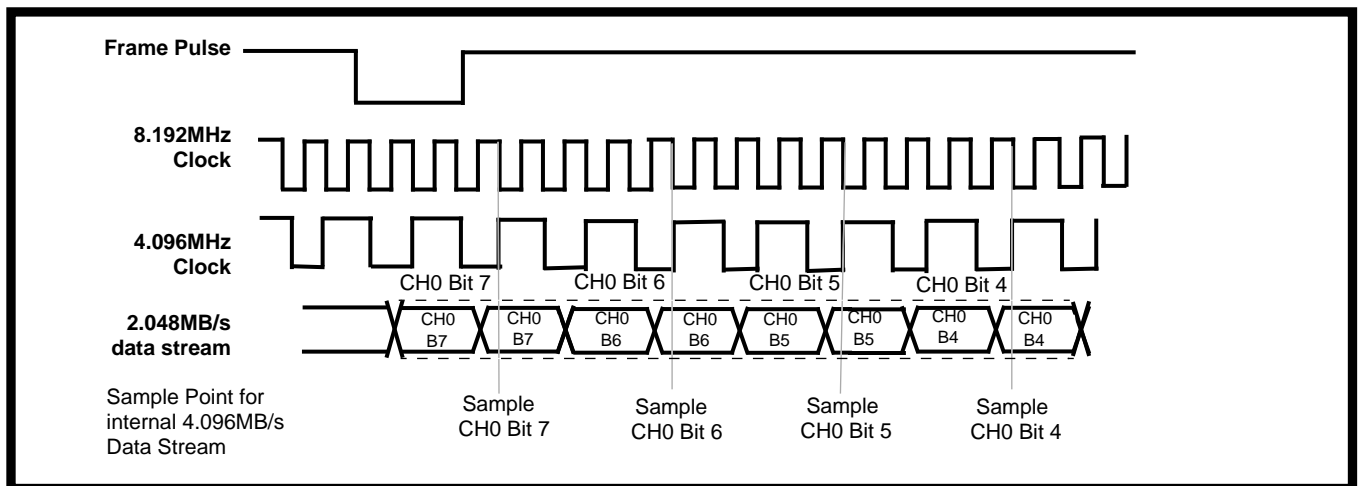 Frame Pulse
8.192MHz
Clock
4.096MHz
Clock
CH0 Bit 7 CH0 Bit 6 CH0 Bit 5 CH0 Bit 4
2.048MB/s
data stream
CH0 CH0 CH0 CH0 CH0 CH0 CH0 CH0
B7 B7 B6 B6 B5 B5 B4 B4
Sample Point for
internal 4.096MB/s
Data Stream
Sample
CH0 Bit 7
Sample
CH0 Bit 6
Sample
CH0 Bit 5
Sample
CH0 Bit 4